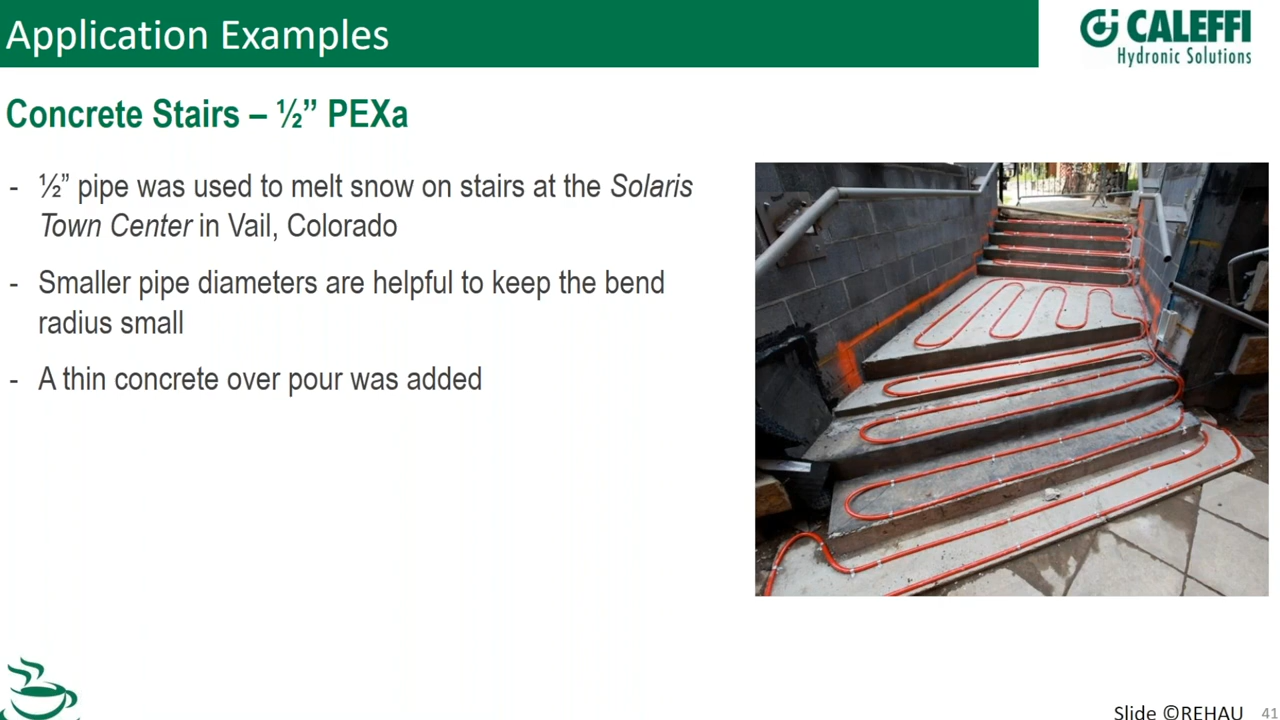 Application Examples
CALEFFI
Hydronic Solutions
Concrete Stairs – ½” PEXa
- ½” pipe was used to melt snow on stairs at the Solaris
Town Center in Vail, Colorado
- Smaller pipe diameters are helpful to keep the bend
radius small
- A thin concrete over pour was added
Slide ©REHAU 41